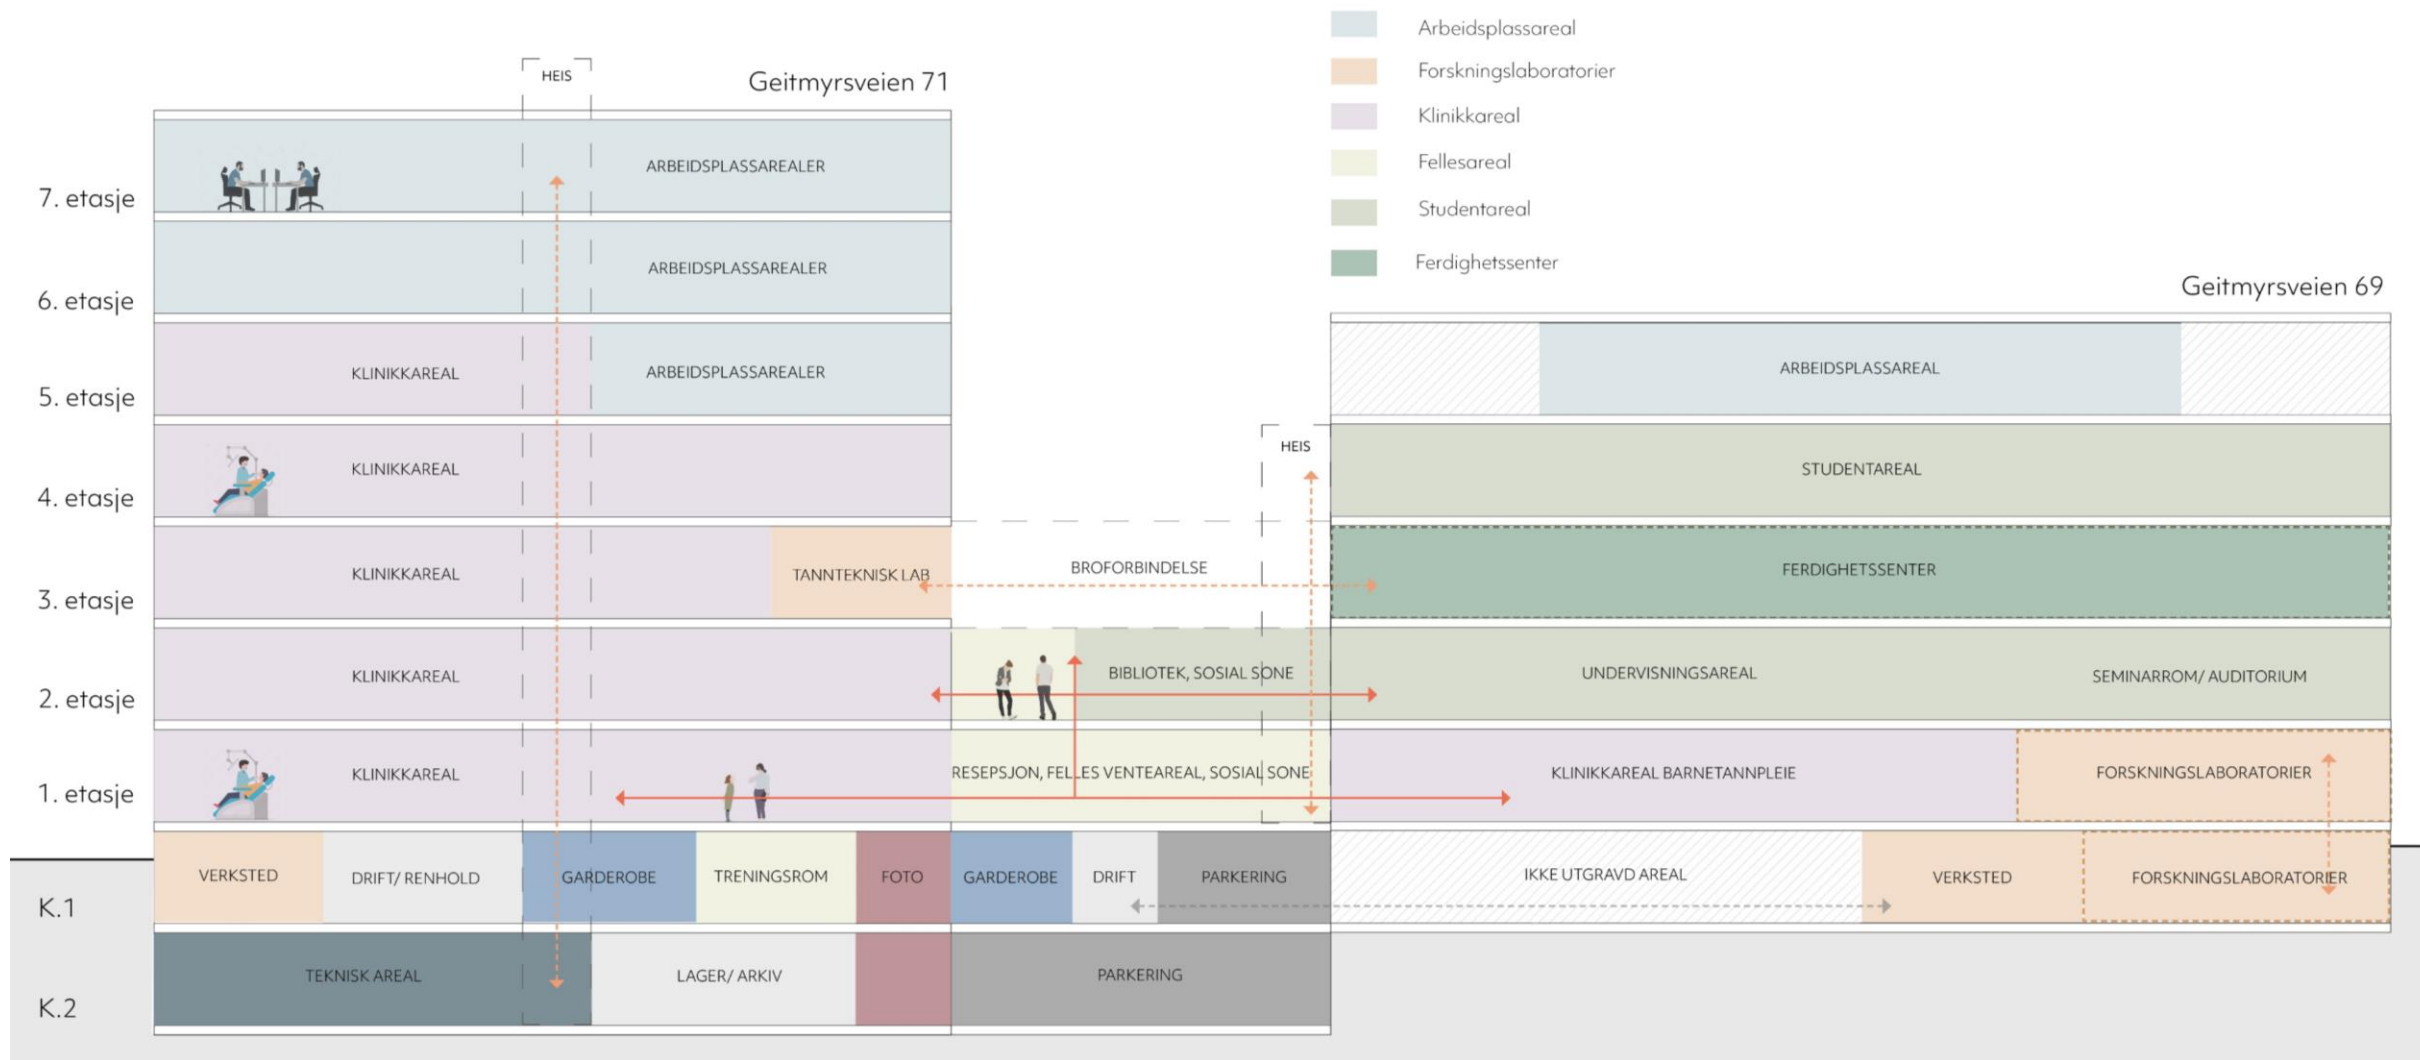 Arbeidsplassareal
Forskningslaboratorier
Klinikkareal
Fellesareal
Studentareal
Ferdighetssenter
HEIS
Geitmyrsveien 71
Geitmyrsveien 69
7. etasje
ARBEIDSPLASSAREALER
6. etasje
ARBEIDSPLASSAREALER
5. etasje
KLINIKKAREAL
ARBEIDSPLASSAREALER
ARBEIDSPLASSAREAL
4. etasje
KLINIKKAREAL
HEIS
STUDENTAREAL
3. etasje
KLINIKKAREAL
TANNTEKNISK LAB
BROFORBINDELSE
FERDIGHETSSENTER
2. etasje
KLINIKKAREAL
BIBLIOTEK, SOSIAL SONE
UNDERVISNINGSAREAL
SEMINARROM/ AUDITORIUM
1. etasje
KLINIKKAREAL
RESEPSJON, FELLES VENTEAREAL, SOSIAL SONE
KLINIKKAREAL BARNETANNPLEIE
FORSKNINGSLABORATORIER
K.1
VERKSTED
DRIFT/ RENHOLD
GARDEROBE
TRENINGSROM
FOTO
GARDEROBE
DRIFT
PARKERING
IKKE UTGRAVD AREAL
VERKSTED
FORSKNINGSLABORATORIER
K.2
TEKNISK AREAL
LAGER/ ARKIV
PARKERING